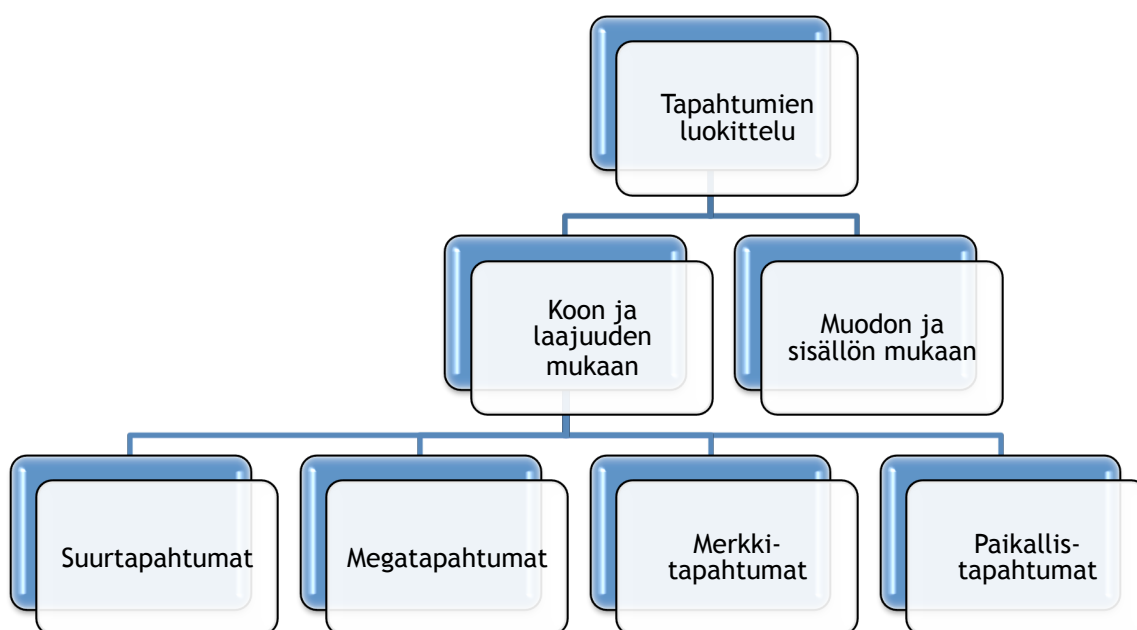 Tapahtumien
luokittelu
Koon ja
laajuuden
mukaan
Muodon ja
sisällön mukaan
Suurtapahtumat
Megatapahtumat
Merkki-
tapahtumat
Paikallis-
tapahtumat